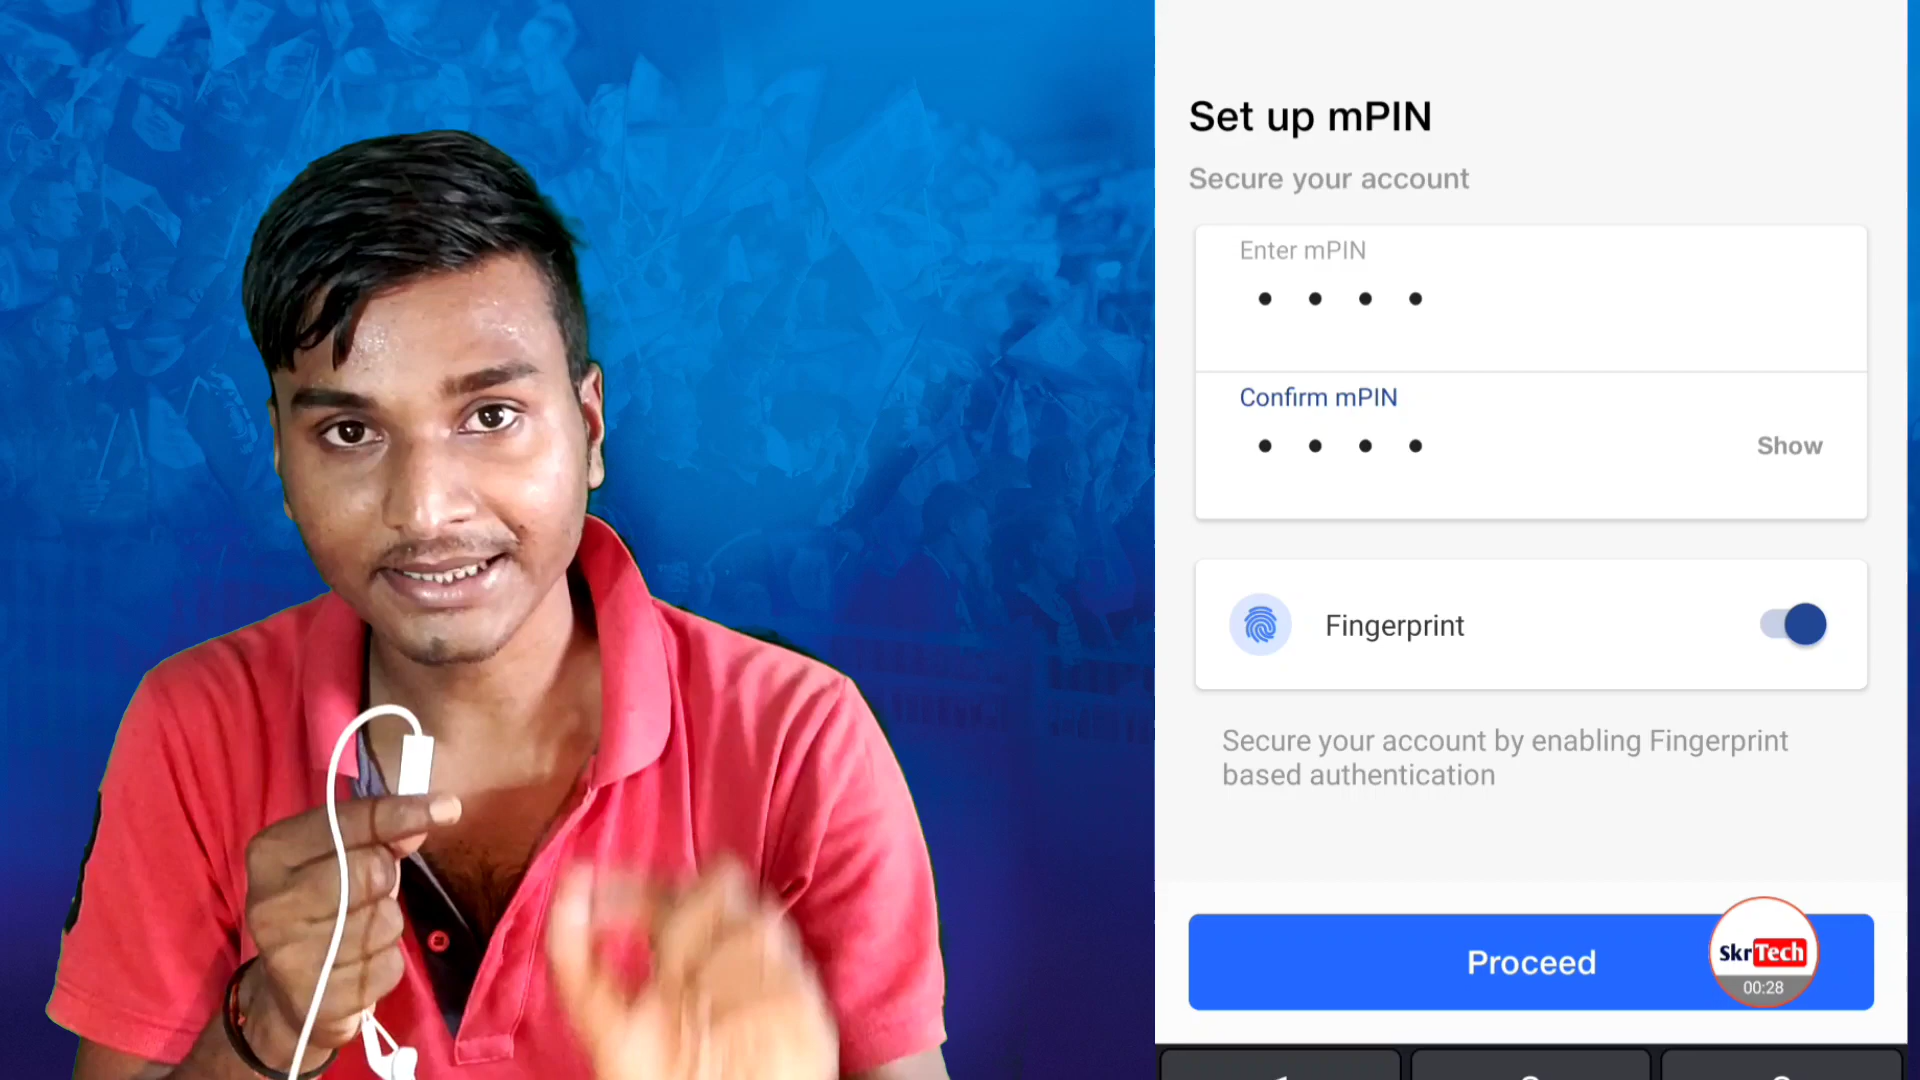 Set up mPIN
Secure your account
Enter mPIN
Confirm mPIN
Show
Fingerprint
Secure your account by enabling Fingerprint
based authentication
Proceed
SkrTech
00:28